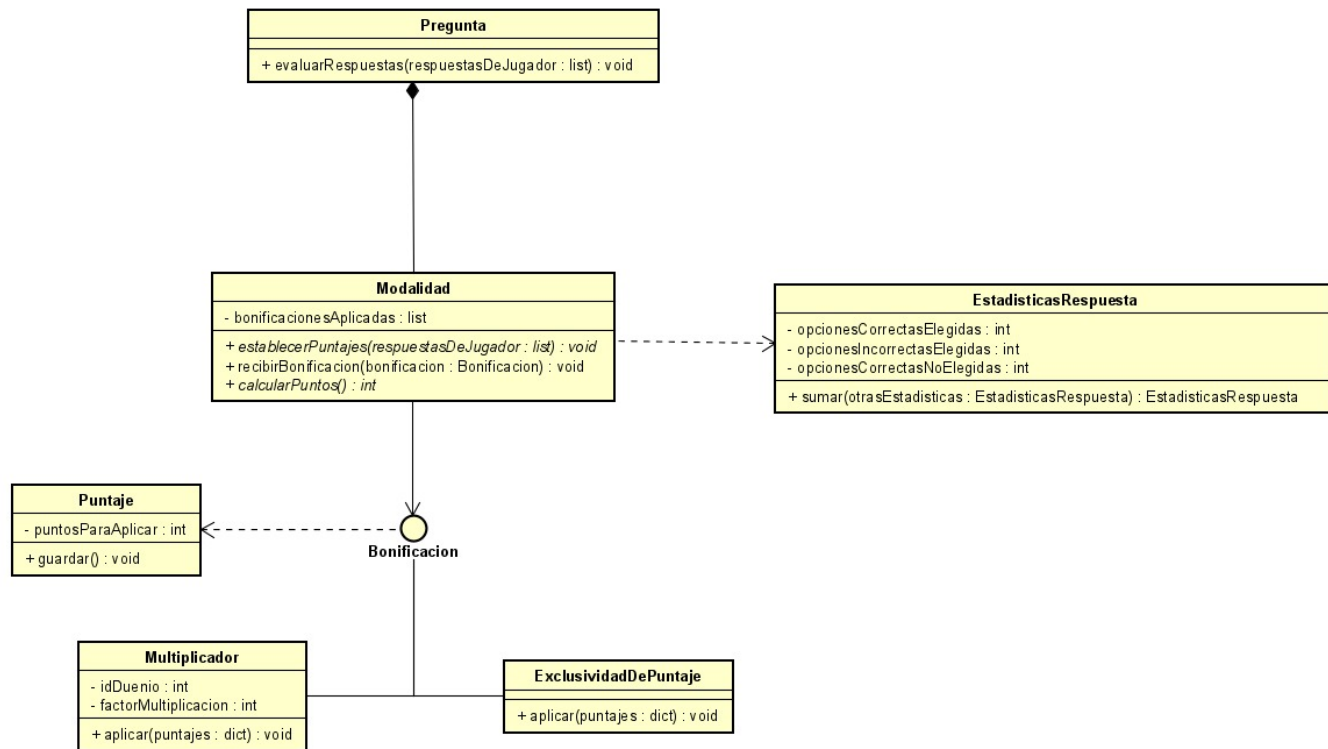 Pregunta
+ evaluarRespuestas(respuestasDeJugador : list) : void
Modalidad
- bonificacionesAplicadas : list
+ establecerPuntajes(respuestasDeJugador : list) : void
+ recibirBonificacion(bonificacion : Bonificacion) : void
+ calcularPuntos() : int
EstadisticasRespuesta
- opcionesCorrectasElegidas : int
- opcionesIncorrectasElegidas : int
- opcionesCorrectasNoElegidas : int
+ sumar(otrasEstadisticas : EstadisticasRespuesta) : EstadisticasRespuesta
Puntaje
- puntosParaAplicar : int
+ guardar() : void
Bonificacion
Multiplicador
- idDuenio : int
- factorMultiplicacion : int
+ aplicar(puntajes : dict) : void
ExclusividadDePuntaje
+ aplicar(puntajes : dict) : void